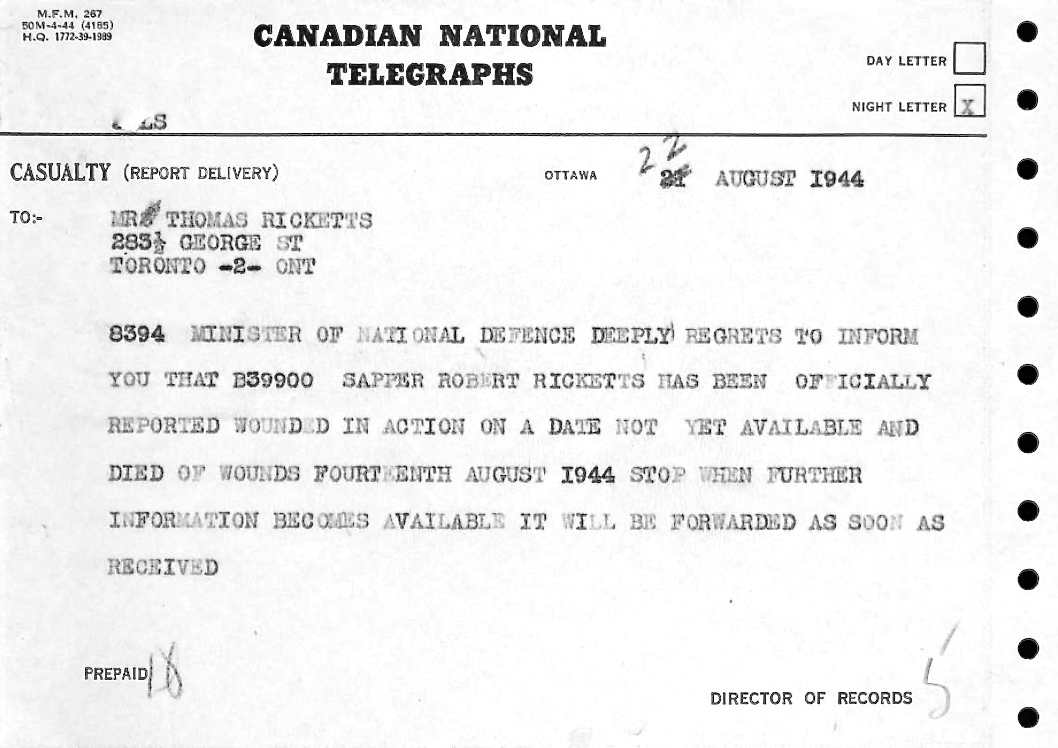 M.F.M. 267
50M-4-44 (4185)
H.Q. 1772-39-1989
CANADIAN NATIONAL
TELEGRAPHS
DAY LETTER
NIGHT LETTER X
CASUALTY (REPORT DELIVERY) OTTAWA 22 21 AUGUST 1944
TO:- MR THOMAS RICKETTS
283½ GEORGE ST
TORONTO -2- ONT
8394 MINISTER OF NATIONAL DEFENCE DEEPLY REGRETS TO INFORM
YOU THAT B39900 SAPPER ROBERT RICKETTS HAS BEEN OFFICIALLY
REPORTED WOUNDED IN ACTION ON A DATE NOT YET AVAILABLE AND
DIED OF WOUNDS FOURTEENTH AUGUST 1944 STOP WHEN FURTHER
INFORMATION BECOMES AVAILABLE IT WILL BE FORWARDED AS SOON AS
RECEIVED
PREPAID
DIRECTOR OF RECORDS